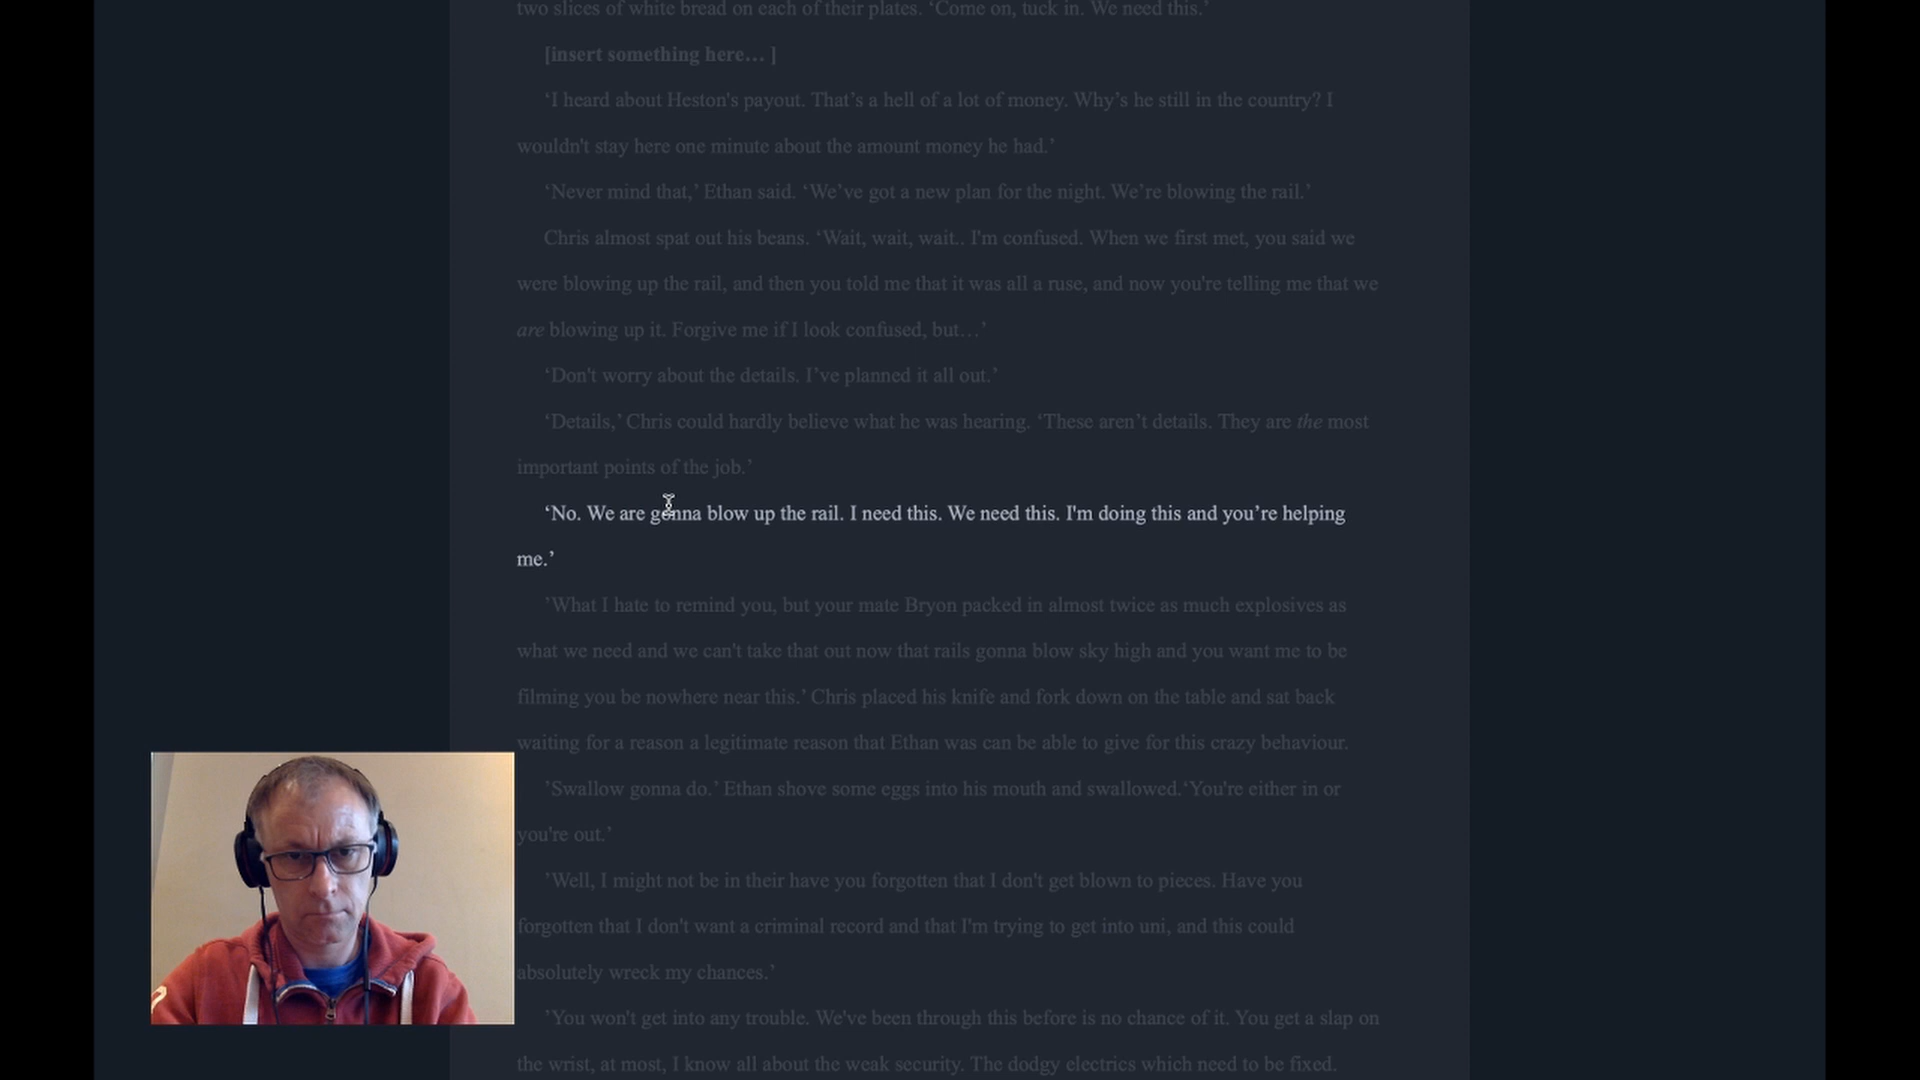 two slices of white bread on each of their plates. ‘Come on, tuck in. We need this.’
[insert something here… ]
‘I heard about Heston's payout. That’s a hell of a lot of money. Why’s he still in the country? I
wouldn't stay here one minute about the amount money he had.’
‘Never mind that,’ Ethan said. ‘We’ve got a new plan for the night. We’re blowing the rail.’
Chris almost spat out his beans. ‘Wait, wait, wait.. I'm confused. When we first met, you said we
were blowing up the rail, and then you told me that it was all a ruse, and now you're telling me that we
are blowing up it. Forgive me if I look confused, but…’
‘Don't worry about the details. I’ve planned it all out.’
‘Details,’ Chris could hardly believe what he was hearing. ‘These aren’t details. They are the most
important points of the job.’
‘No. We are gonna blow up the rail. I need this. We need this. I'm doing this and you’re helping
me.’
’What I hate to remind you, but your mate Bryon packed in almost twice as much explosives as
what we need and we can't take that out now that rails gonna blow sky high and you want me to be
filming you be nowhere near this.’ Chris placed his knife and fork down on the table and sat back
waiting for a reason a legitimate reason that Ethan was can be able to give for this crazy behaviour.
’Swallow gonna do.’ Ethan shove some eggs into his mouth and swallowed.‘You're either in or
you're out.’
’Well, I might not be in their have you forgotten that I don't get blown to pieces. Have you
forgotten that I don't want a criminal record and that I'm trying to get into uni, and this could
absolutely wreck my chances.’
’You won't get into any trouble. We've been through this before is no chance of it. You get a slap on
the wrist, at most, I know all about the weak security. The dodgy electrics which need to be fixed.